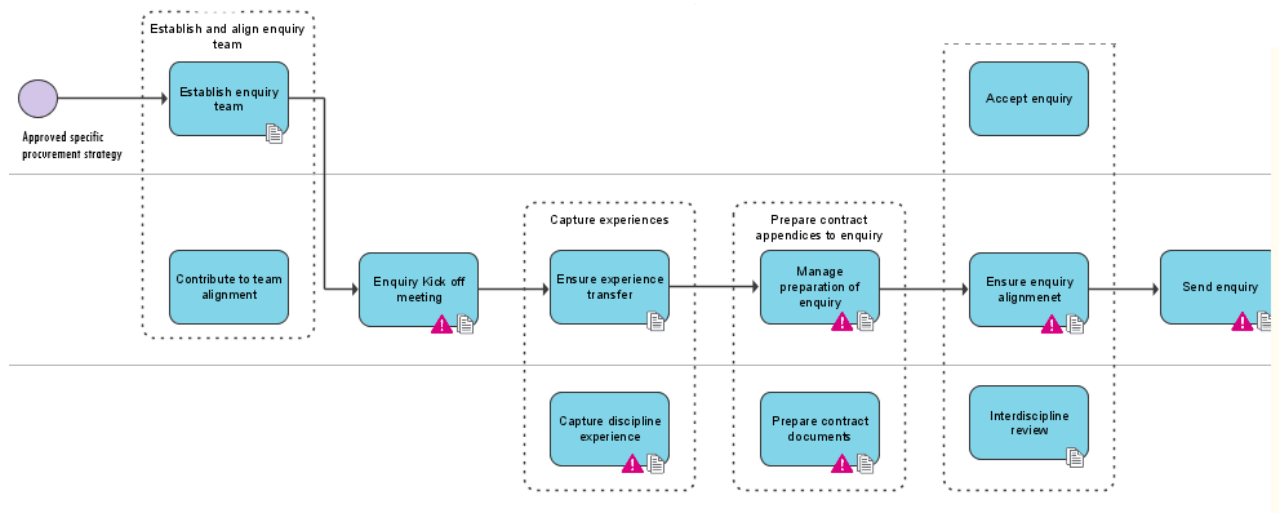 Establish and align enquiry
team
Establish enquiry
team
Approved specific
procurement strategy
Accept enquiry
Contribute to team
alignment
Enquiry Kick off
meeting
Capture experiences
Ensure experience
transfer
Prepare contract
appendices to enquiry
Manage
preparation of
enquiry
Ensure enquiry
alignmenet
Send enquiry
Capture discipline
experience
Prepare contract
documents
Interdiscipline
review